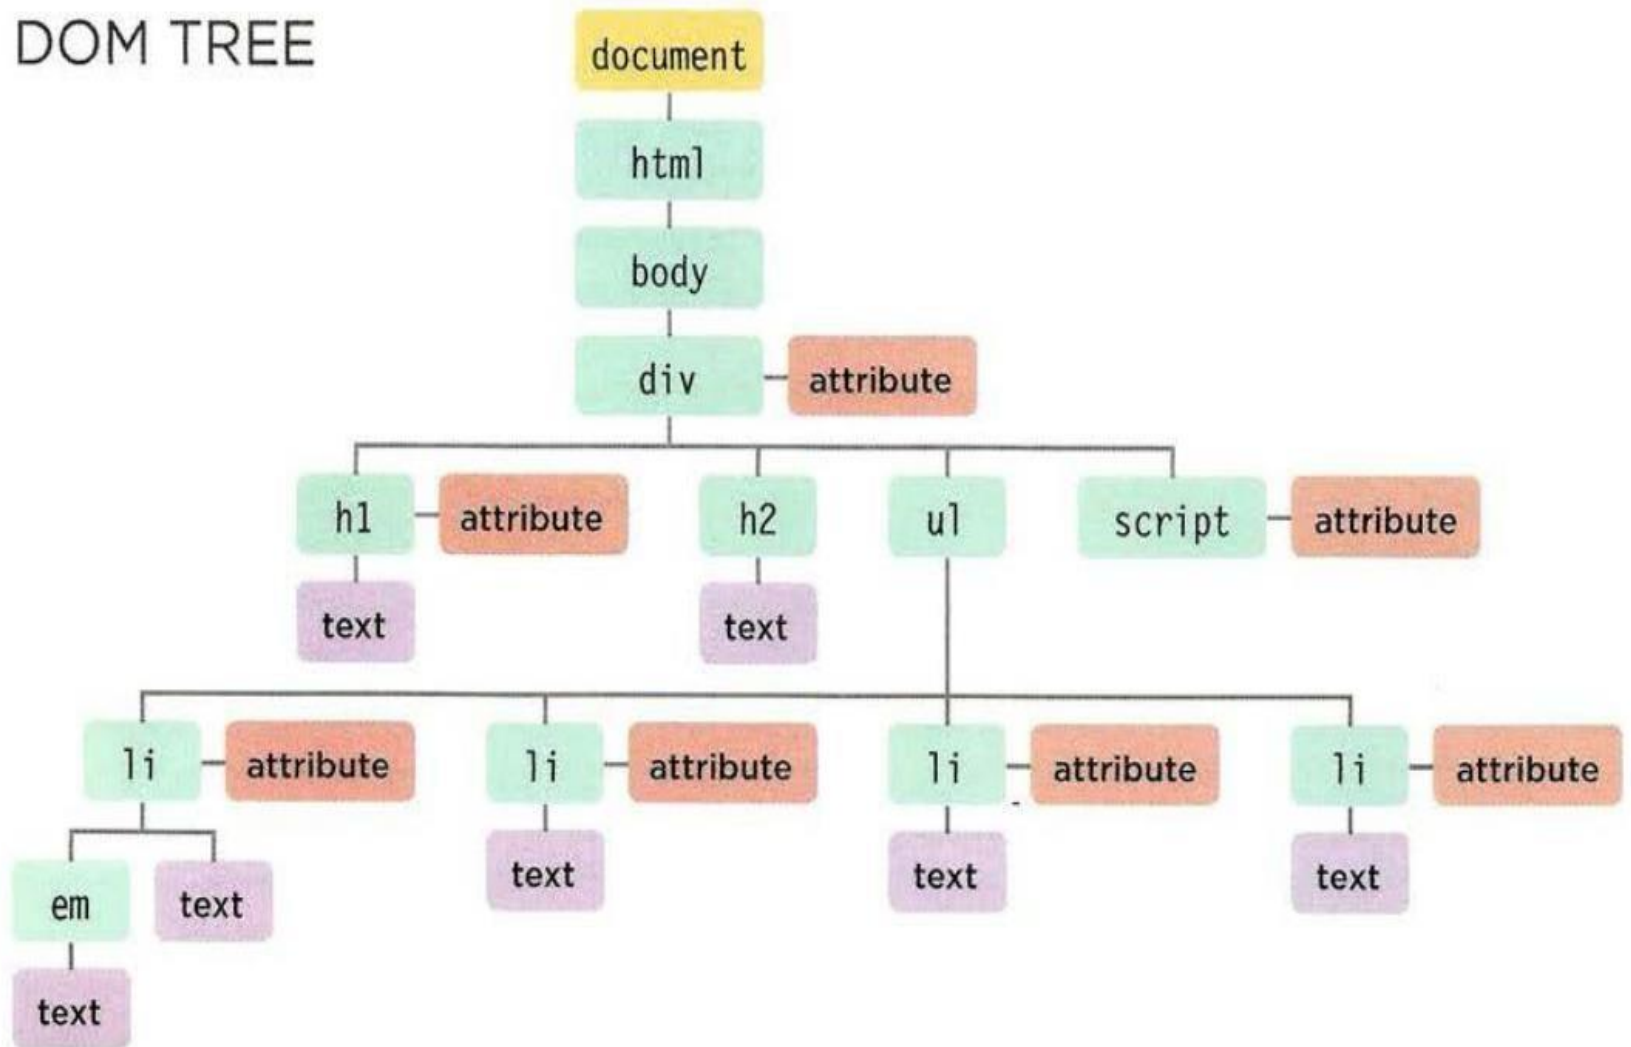 DOM TREE
document
html
body
div
attribute
h1
attribute
h2
ul
script
attribute
text
text
li
attribute
li
attribute
li
attribute
li
attribute
text
text
text
em
text
text